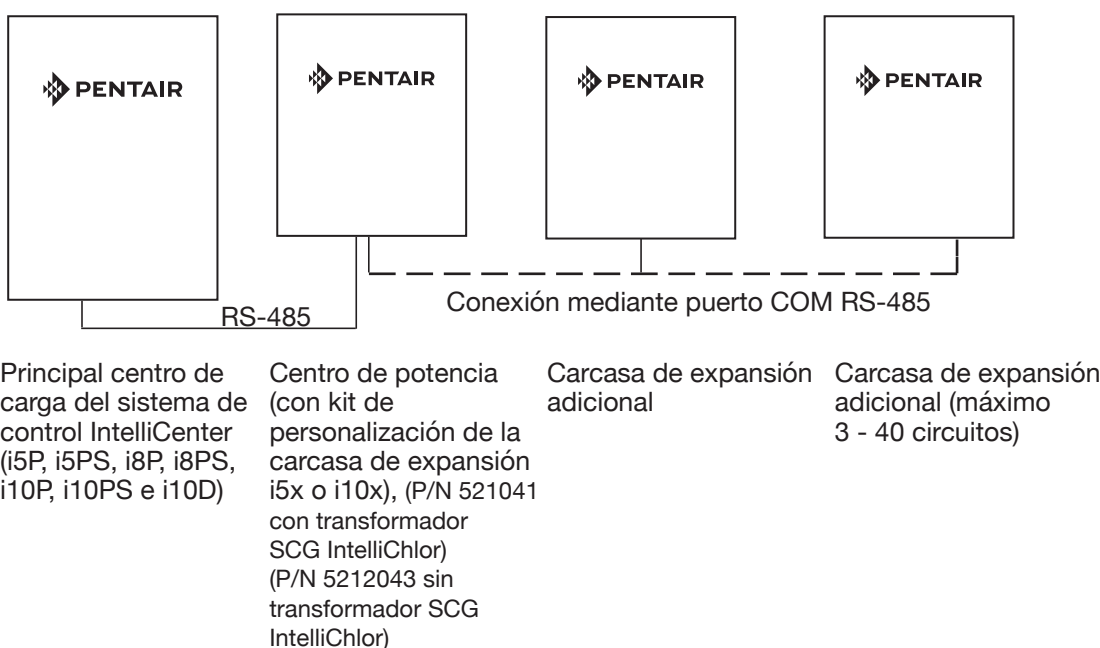 PENTAIR
PENTAIR
PENTAIR
PENTAIR
RS-485
Conexión mediante puerto COM RS-485
Principal centro de
carga del sistema de
control IntelliCenter
(i5P, i5PS, i8P, i8PS,
i10P, i10PS e i10D)
Centro de potencia
(con kit de
personalización de la
carcasa de expansión
i5x o i10x), (P/N 521041
con transformador
SCG IntelliChlor)
(P/N 5212043 sin
transformador SCG
IntelliChlor)
Carcasa de expansión
adicional
Carcasa de expansión
adicional (máximo
3 - 40 circuitos)